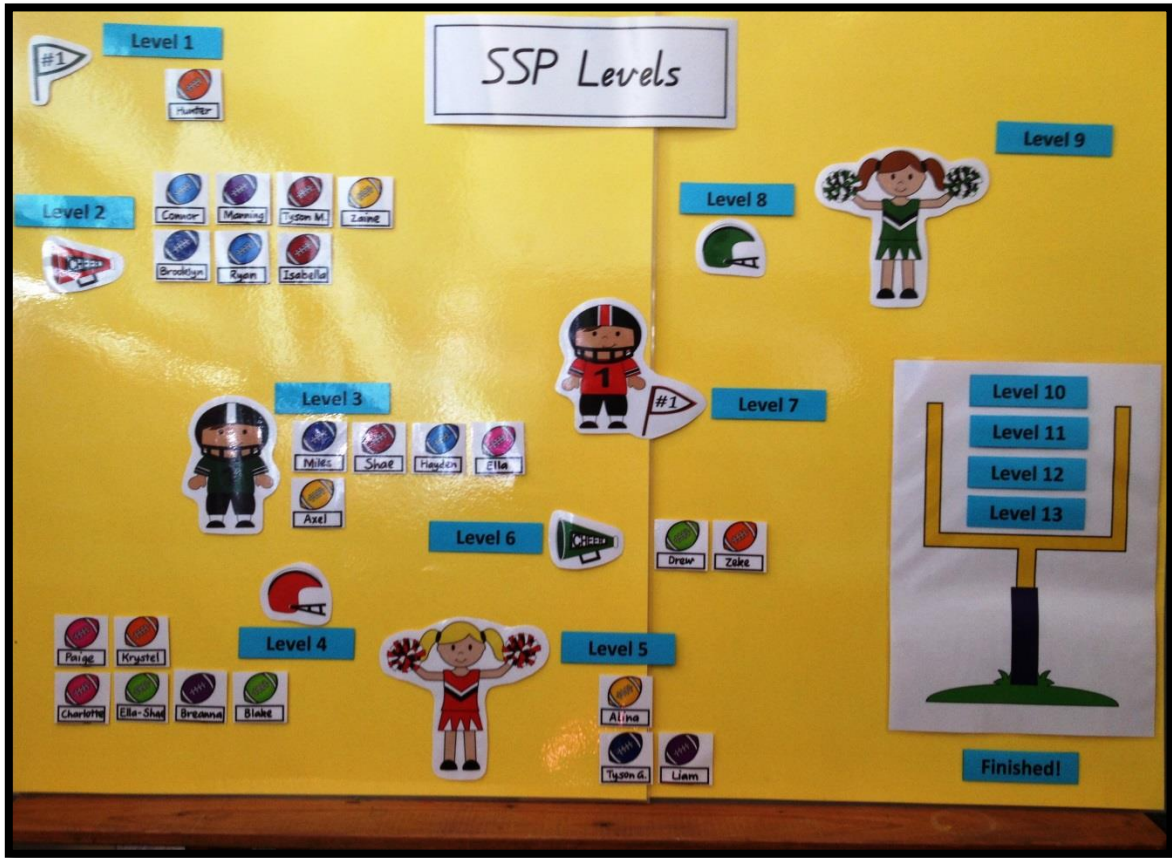 SSP Levels
#1
Level 1
Hunter
Level 2
CHEER
Connor
Manning
Tyson M.
Zaine
Brooklyn
Ryan
Isabella
Level 3
Miles
Shae
Hayden
Ella
Axel
Level 4
Paige
Krystel
Charlotte
Ella-Shae
Breanna
Blake
Level 5
Alina
Tyson G.
Liam
Level 6
CHEER
Drew
Zeke
1
#1
Level 7
Level 8
Level 9
Level 10
Level 11
Level 12
Level 13
Finished!